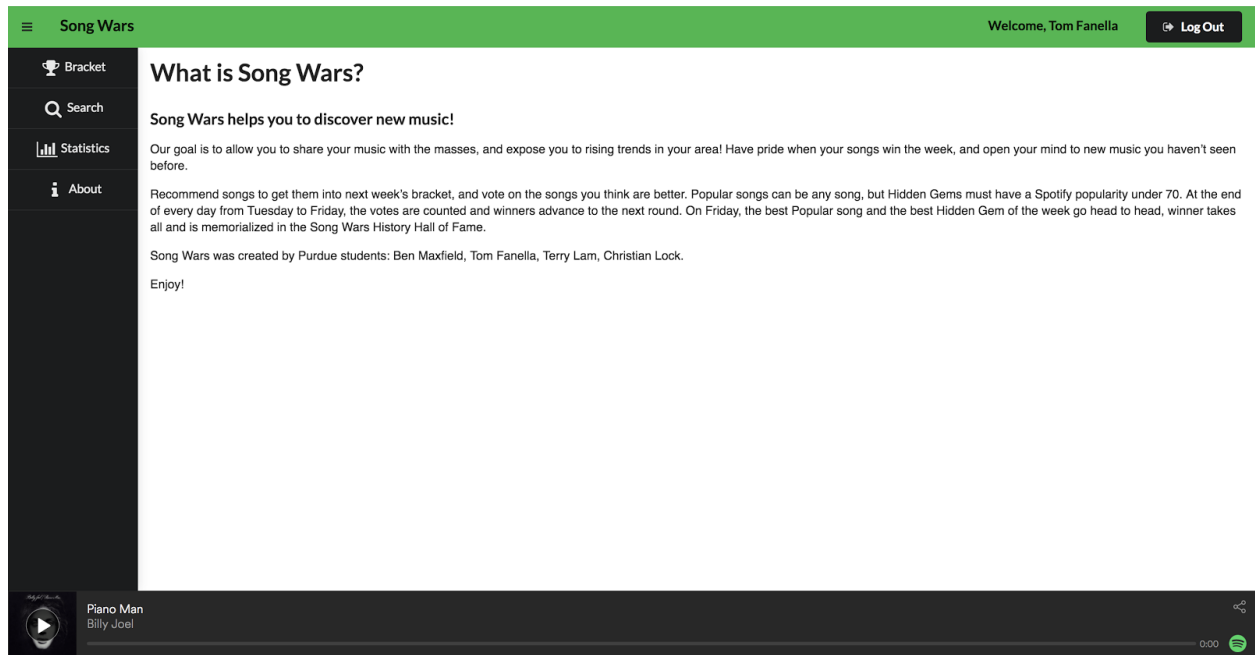 Song Wars
Welcome, Tom Fanella
Log Out
Bracket
Search
Statistics
About
What is Song Wars?
Song Wars helps you to discover new music!
Our goal is to allow you to share your music with the masses, and expose you to rising trends in your area! Have pride when your songs win the week, and open your mind to new music you haven't seen
before.
Recommend songs to get them into next week's bracket, and vote on the songs you think are better. Popular songs can be any song, but Hidden Gems must have a Spotify popularity under 70. At the end
of every day from Tuesday to Friday, the votes are counted and winners advance to the next round. On Friday, the best Popular song and the best Hidden Gem of the week go head to head, winner takes
all and is memorialized in the Song Wars History Hall of Fame.
Song Wars was created by Purdue students: Ben Maxfield, Tom Fanella, Terry Lam, Christian Lock.
Enjoy!
Piano Man
Billy Joel
0:00